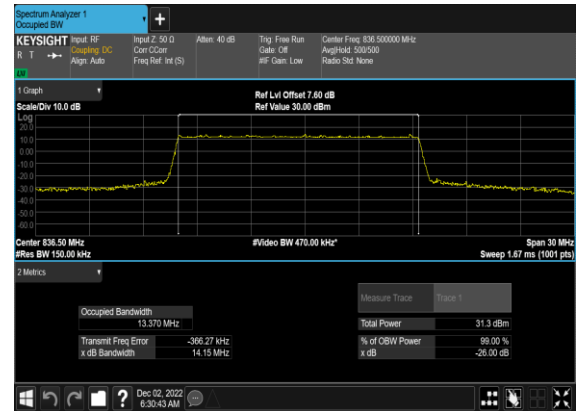 Spectrum Analyzer 1
Occupied BW
KEYSIGHT
R T
Input: RF
Coupling: DC
Align: Auto
Input Z: 50 Ω
Corr CCorr
Freq Ref: Int (S)
Atten: 40 dB
Trig: Free Run
Gate: Off
#IF Gain: Low
Center Freq: 836.500000 MHz
Avg|Hold: 500/500
Radio Std: None
1 Graph
Scale/Div 10.0 dB
Ref Lvl Offset 7.60 dB
Ref Value 30.00 dBm
Log
20.0
10.0
0.00
-10.0
-20.0
-30.0
-40.0
-50.0
-60.0
Center 836.50 MHz
#Res BW 150.00 kHz
#Video BW 470.00 kHz*
Span 30 MHz
Sweep 1.67 ms (1001 pts)
2 Metrics
Measure Trace
Trace 1
Occupied Bandwidth
13.370 MHz
Total Power
31.3 dBm
Transmit Freq Error
-366.27 kHz
% of OBW Power
99.00 %
x dB Bandwidth
14.15 MHz
x dB
-26.00 dB
?
Dec 02, 2022
6:30:43 AM